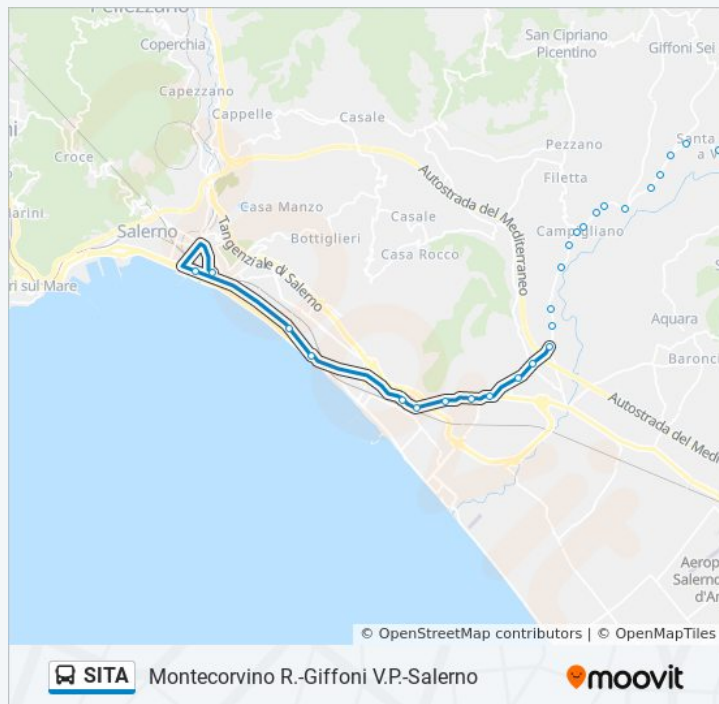 Pellezzano
Coperchia
San Cipriano
Picentino
Giffoni Sei
Capezzano
Cappelle
Casale
Croce
Pezzano
Santa
a V
Autostrada del Mediterraneo
Filetta
Casa Manzo
Casale
Salerno
Tangenziale di Salerno
Bottiglieri
Campigliano
Casa Rocco
ri sul Mare
Aquara
Baronci
Autostrada del Med
Aerop
Salerno
d'Am
© OpenStreetMap contributors | © OpenMapTiles
SITA Montecorvino R.-Giffoni V.P.-Salerno moovit